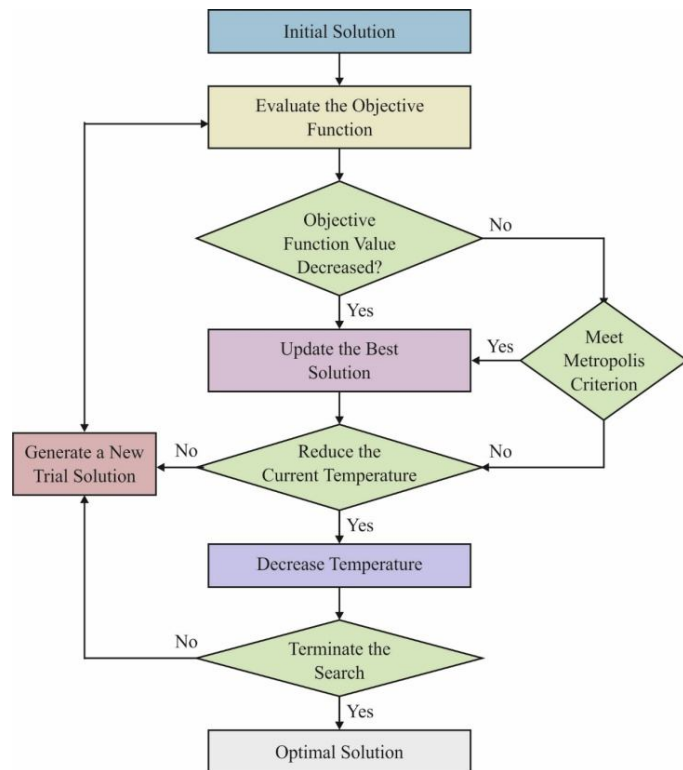 Initial Solution
Evaluate the Objective
Function
Objective
Function Value
Decreased?
No
Yes
Update the Best
Solution
Yes
Meet
Metropolis
Criterion
Generate a New
Trial Solution
No
Reduce the
Current Temperature
No
Yes
Decrease Temperature
No
Terminate the
Search
Yes
Optimal Solution